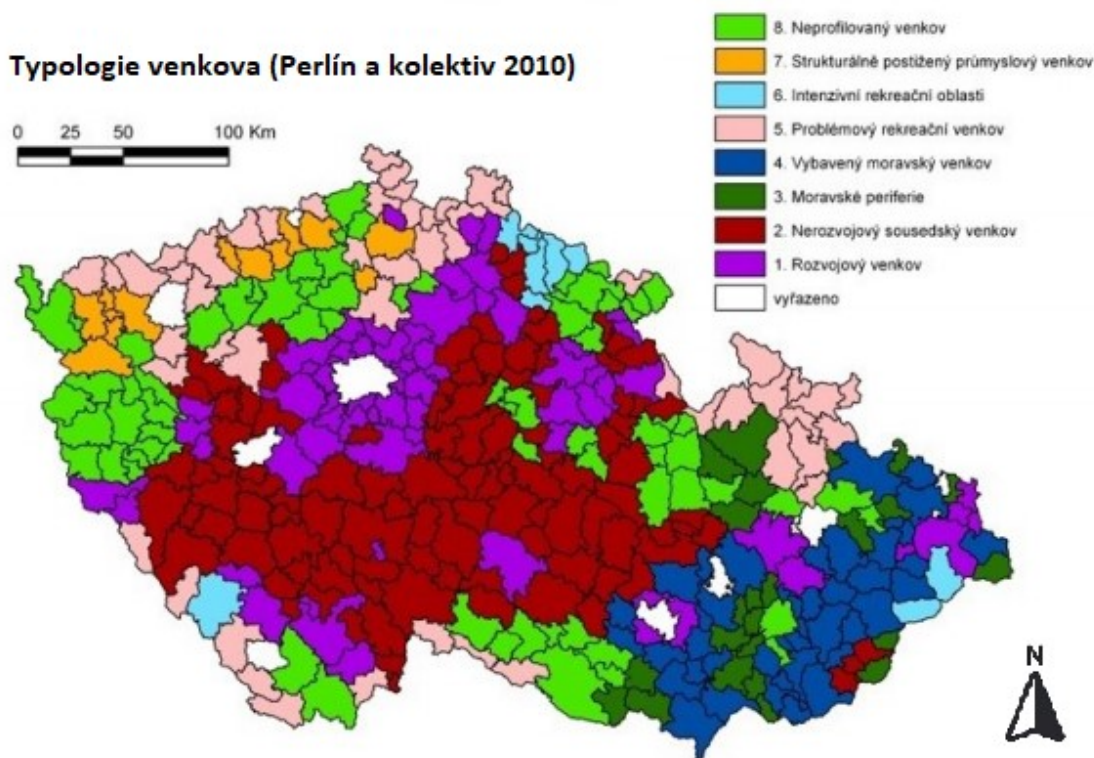 Typologie venkova (Perlín a kolektiv 2010)
0 25 50 100 Km
8. Neprofilovaný venkov
7. Strukturálně postižený průmyslový venkov
6. Intenzivní rekreační oblasti
5. Problémový rekreační venkov
4. Vybavený moravský venkov
3. Moravské periferie
2. Nerozvojový sousedský venkov
1. Rozvojový venkov
vyřazeno
N